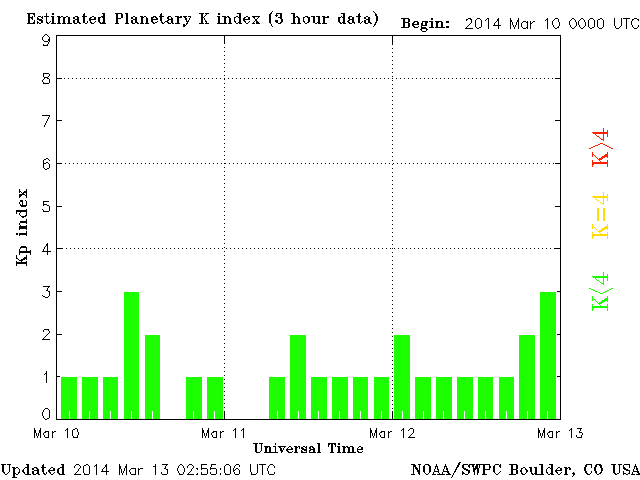 Estimated Planetary K index (3 hour data) Begin: 2014 Mar 10 0000 UTC
9
8
7
6
5
4
3
2
1
0
Kp index
K>4
K=4
K<4
Mar 10 Mar 11 Mar 12 Mar 13
Universal Time
Updated 2014 Mar 13 02:55:06 UTC NOAA/SWPC Boulder, CO USA